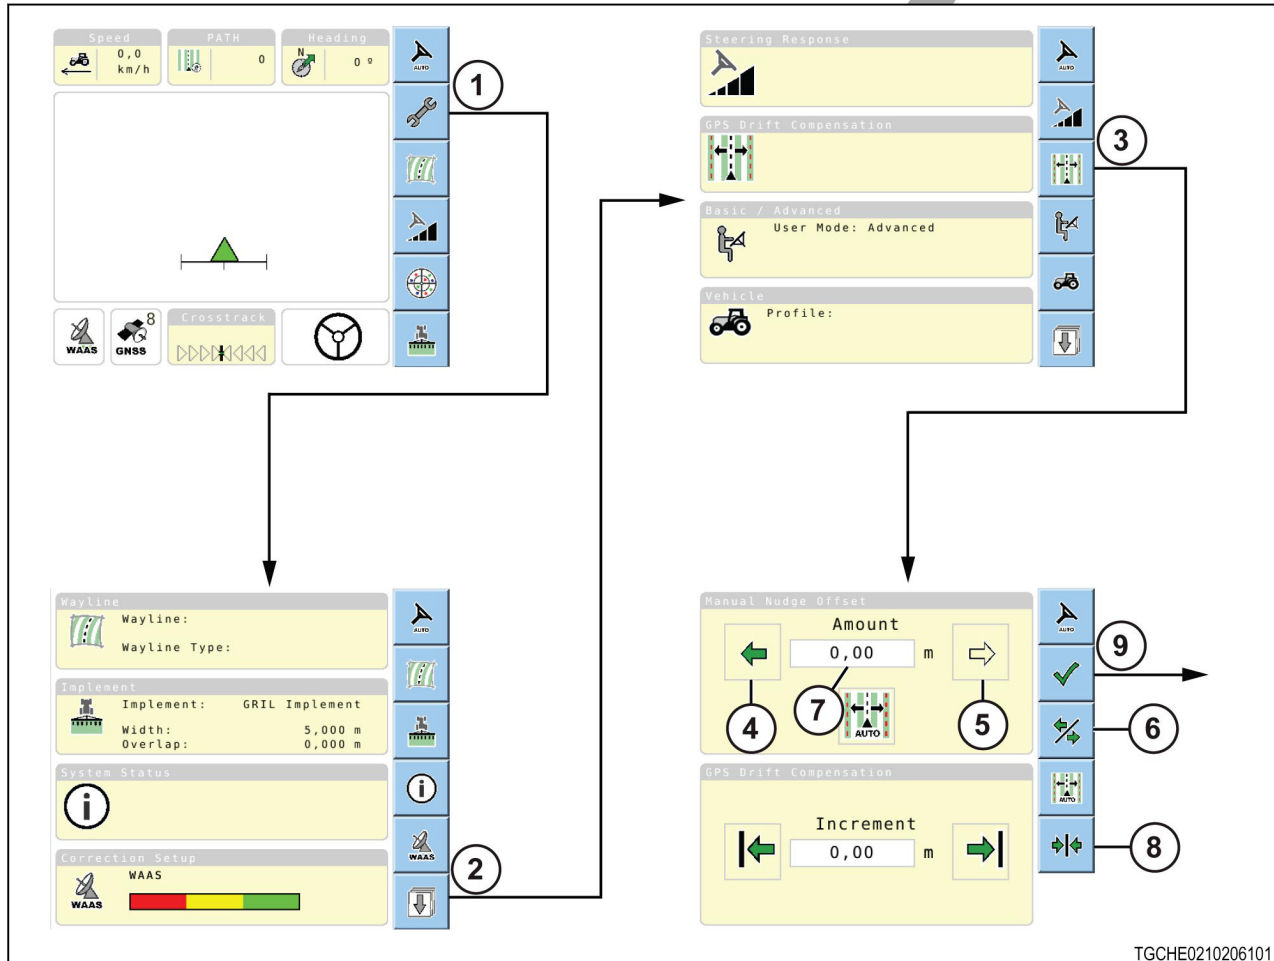 Speed
PATH
Heading
0,0
km/h
0
N
0 º
AUTO
1
WAAS
8
GNSS
Crosstrack
Steering Response
AUTO
GPS Drift Compensation
3
Basic / Advanced
User Mode: Advanced
Vehicle
Profile:
Wayline
Wayline:
Wayline Type:
AUTO
Implement
Implement: GRIL Implement
Width: 5,000 m
Overlap: 0,000 m
System Status
i
i
Correction Setup
WAAS
WAAS
WAAS
2
Manual Nudge Offset
Amount
0,00 m
AUTO
9
4
7
AUTO
5
6
GPS Drift Compensation
AUTO
Increment
0,00 m
8
TGCHE0210206101